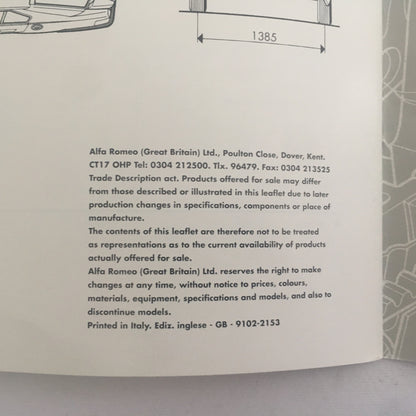 1385
Alfa Romeo (Great Britain) Ltd., Poulton Close, Dover, Kent.
CT17 OHP Tel: 0304 212500. Tlx. 96479. Fax: 0304 213525
Trade Description act. Products offered for sale may differ
from those described or illustrated in this leaflet due to later
production changes in specifications, components or place of
manufacture.
The contents of this leaflet are therefore not to be treated
as representations as to the current availability of products
actually offered for sale.
Alfa Romeo (Great Britain) Ltd. reserves the right to make
changes at any time, without notice to prices, colours,
materials, equipment, specifications and models, and also to
discontinue models.
Printed in Italy. Ediz. inglese - GB - 9102-2153